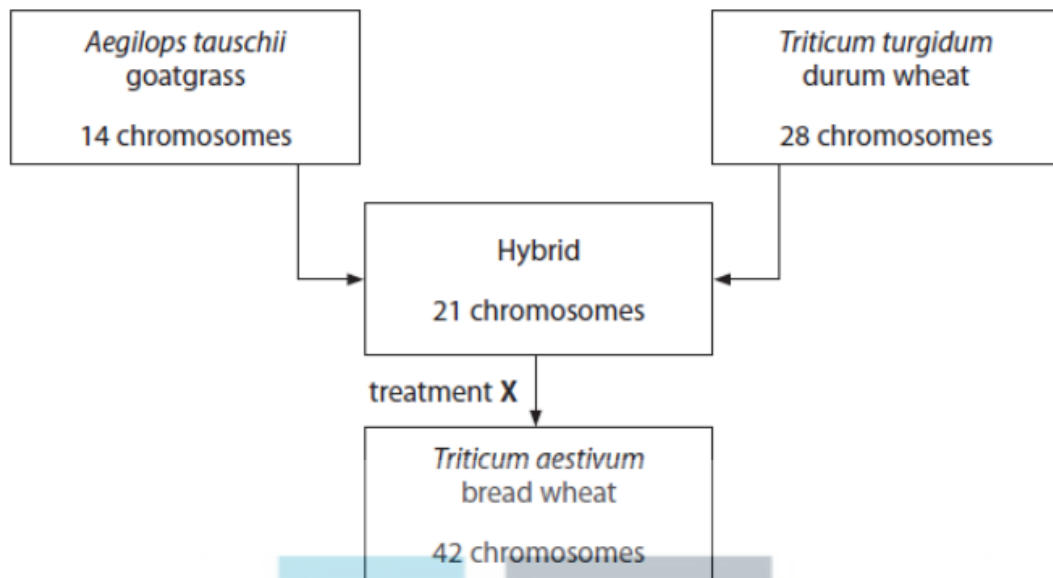 Aegilops tauschii
goatgrass
14 chromosomes
Triticum turgidum
durum wheat
28 chromosomes
Hybrid
21 chromosomes
treatment X
Triticum aestivum
bread wheat
42 chromosomes